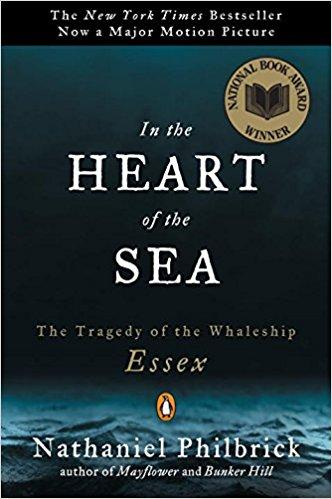 The New York Times Bestseller
Now a Major Motion Picture
NATIONAL BOOK AWARD
WINNER
In the
HEART
of the
SEA
The Tragedy of the Whaleship
Essex
Nathaniel Philbrick
author of Mayflower and Bunker Hill